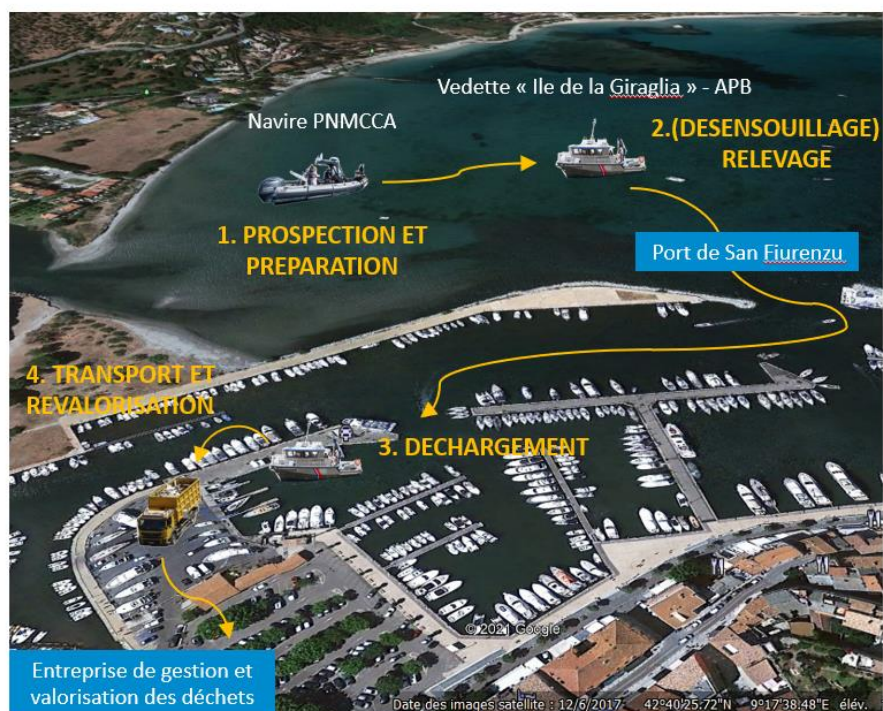 Vedette « Ile de la Giraglia » - APB
Navire PNMCCA
2.(DESENSOUILLAGE)
RELEVAGE
1. PROSPECTION ET
PREPARATION
Port de San Fiurenzu
4. TRANSPORT ET
REVALORISATION
3. DECHARGEMENT
© 2021 Google
Entreprise de gestion et
valorisation des déchets
Date des images satellite : 12/6/2017 42°40'25.72"N 9°17'38.48"E élév.